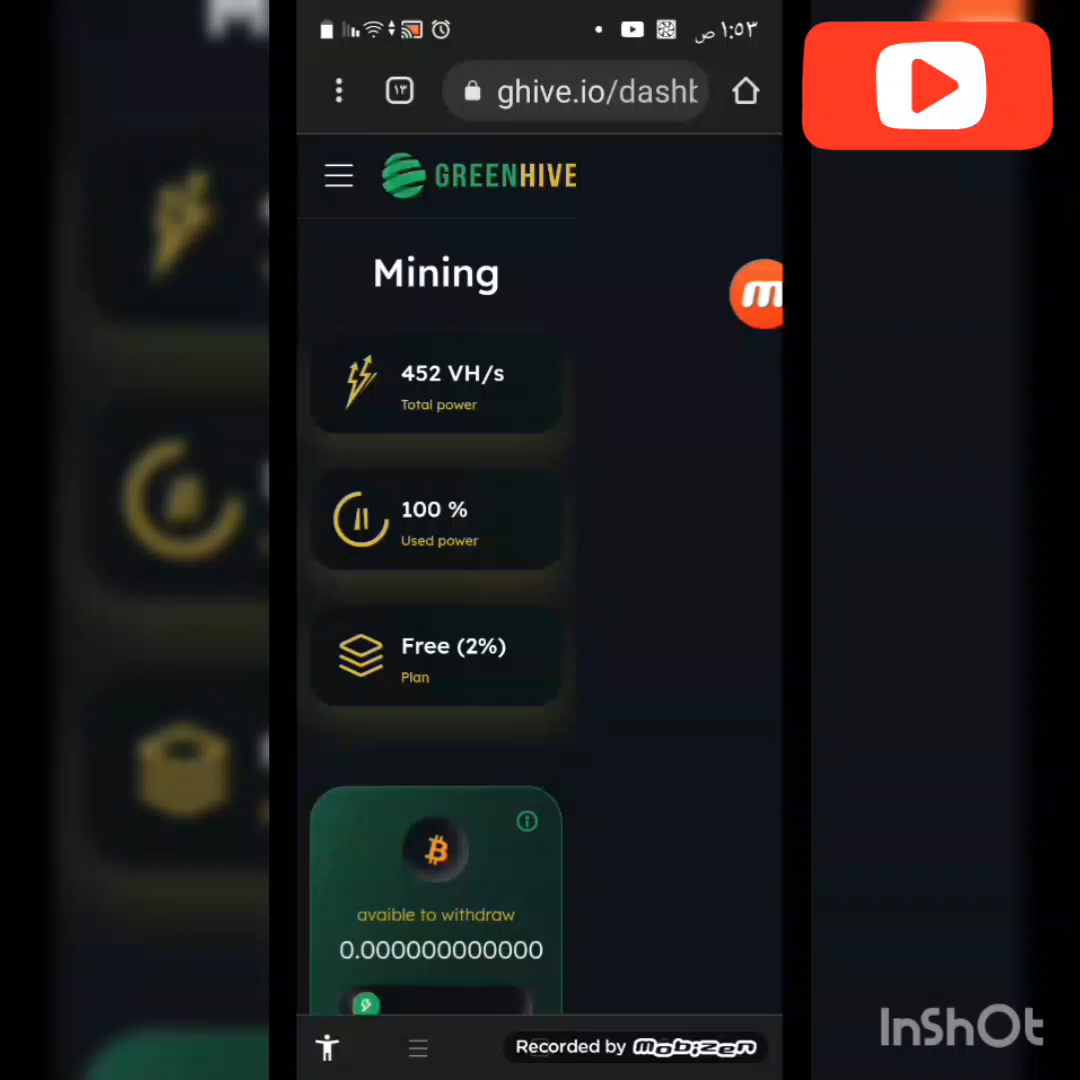 ١:٥٣ ص
١٣
ghive.io/dashb
GREENHIVE
Mining
452 VH/s
Total power
100 %
Used power
Free (2%)
Plan
avaible to withdraw
0.000000000000
Recorded by mobizen
InShOt